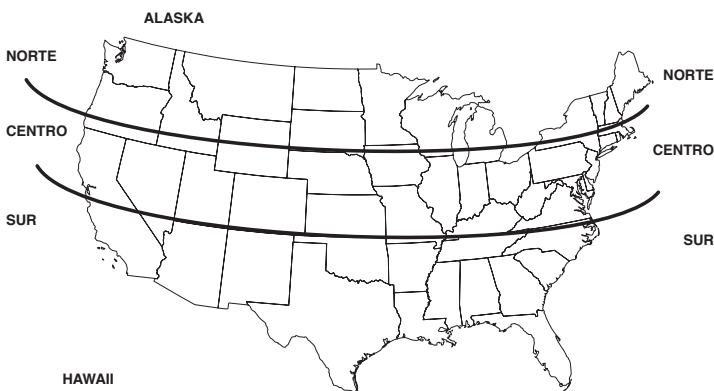 ALASKA
NORTE
NORTE
CENTRO
CENTRO
SUR
SUR
HAWAII